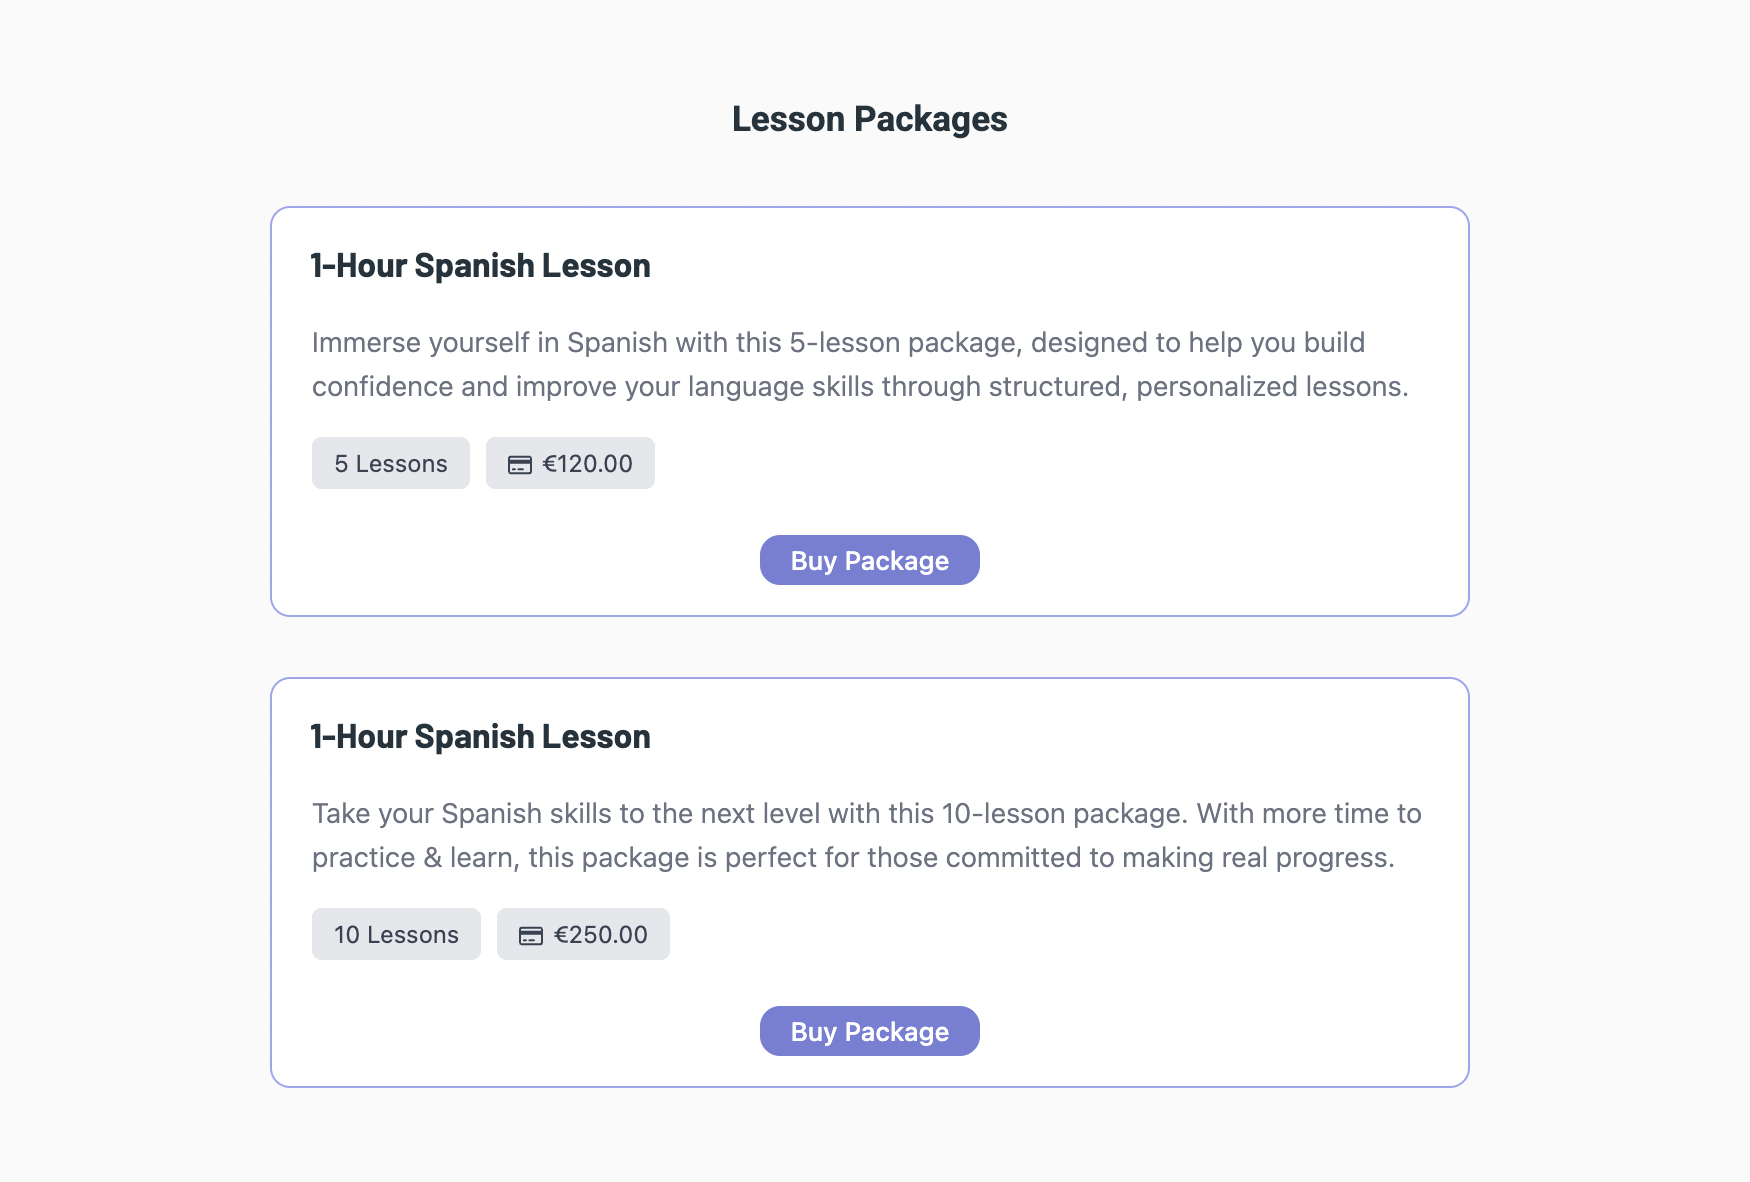 Lesson Packages
1-Hour Spanish Lesson
Immerse yourself in Spanish with this 5-lesson package, designed to help you build
confidence and improve your language skills through structured, personalized lessons.
5 Lessons
€120.00
Buy Package
1-Hour Spanish Lesson
Take your Spanish skills to the next level with this 10-lesson package. With more time to
practice & learn, this package is perfect for those committed to making real progress.
10 Lessons
€250.00
Buy Package